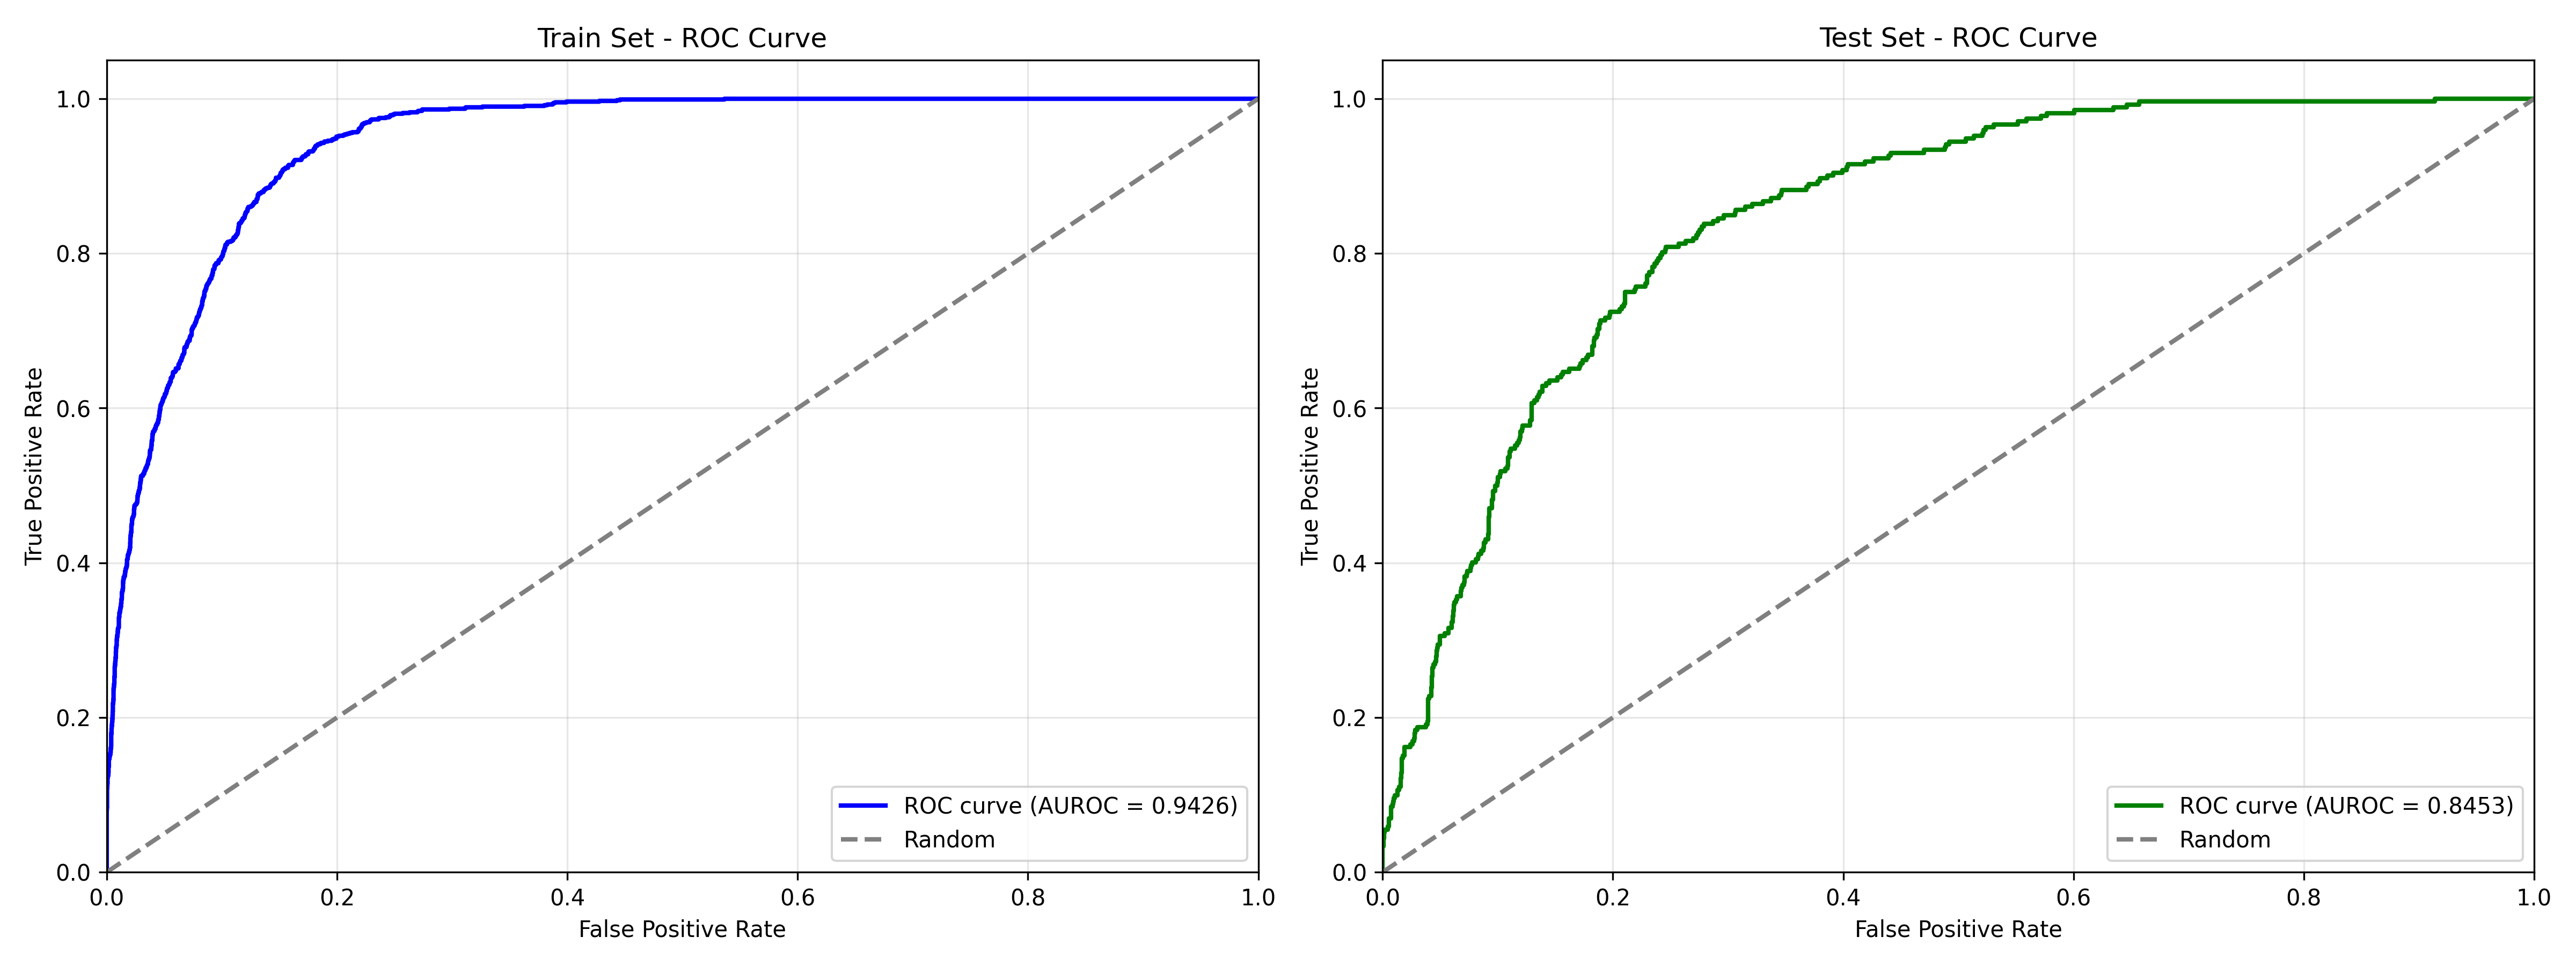 Train Set - ROC Curve
True Positive Rate
1.0
0.8
0.6
0.4
0.2
0.0
0.0 0.2 0.4 0.6 0.8 1.0
False Positive Rate
ROC curve (AUROC = 0.9426)
Random
Test Set - ROC Curve
True Positive Rate
1.0
0.8
0.6
0.4
0.2
0.0
0.0 0.2 0.4 0.6 0.8 1.0
False Positive Rate
ROC curve (AUROC = 0.8453)
Random